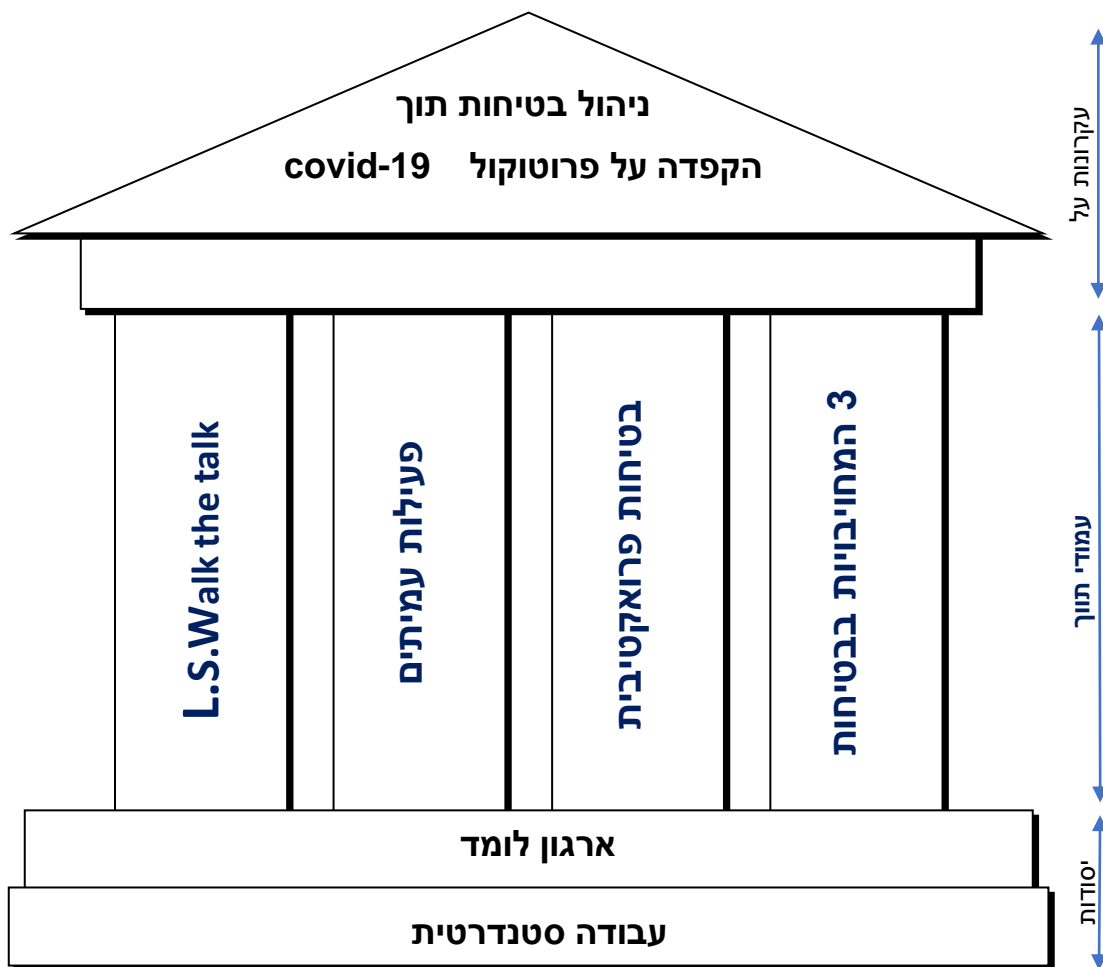 ניהול בטיחות תוך
הקפדה על פרוטוקול covid-19
עקרונות על
3 המחויבויות בבטיחות
בטיחות פרואקטיבית
פעילות עמיתים
L.S.Walk the talk
עמודי תווך
ארגון לומד
עבודה סטנדרטית
יסודות